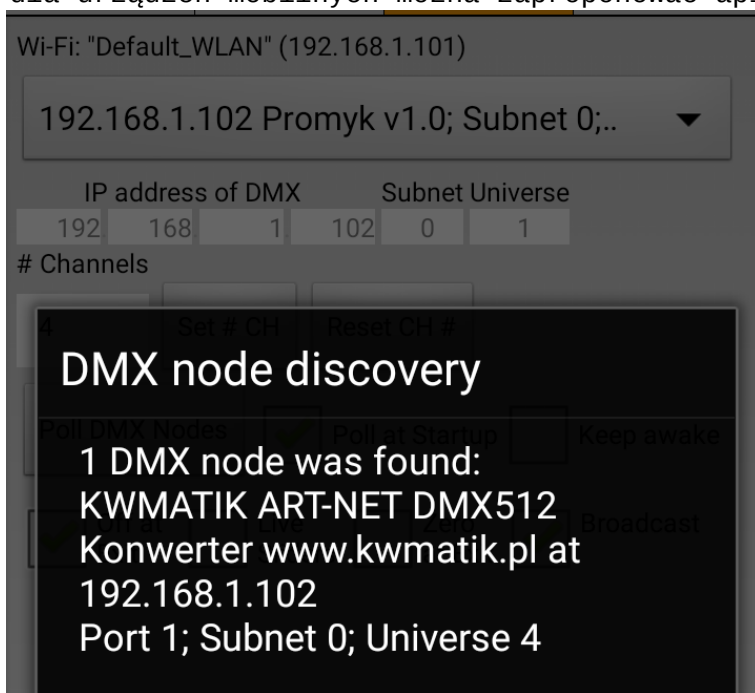 Wi-Fi: "Default_WLAN" (192.168.1.101)
192.168.1.102 Promyk v1.0; Subnet 0;..
IP address of DMX Subnet Universe
192 168 1 102 0 1
# Channels
4 Set # CH Reset CH #
DMX node discovery
Poll DMX Nodes Poll at Startup Keep awake
1 DMX node was found:
KWMATIK ART-NET DMX512
Off at Live Zero Broadcast
Konwerter www.kwmatik.pl at
192.168.1.102
Port 1; Subnet 0; Universe 4